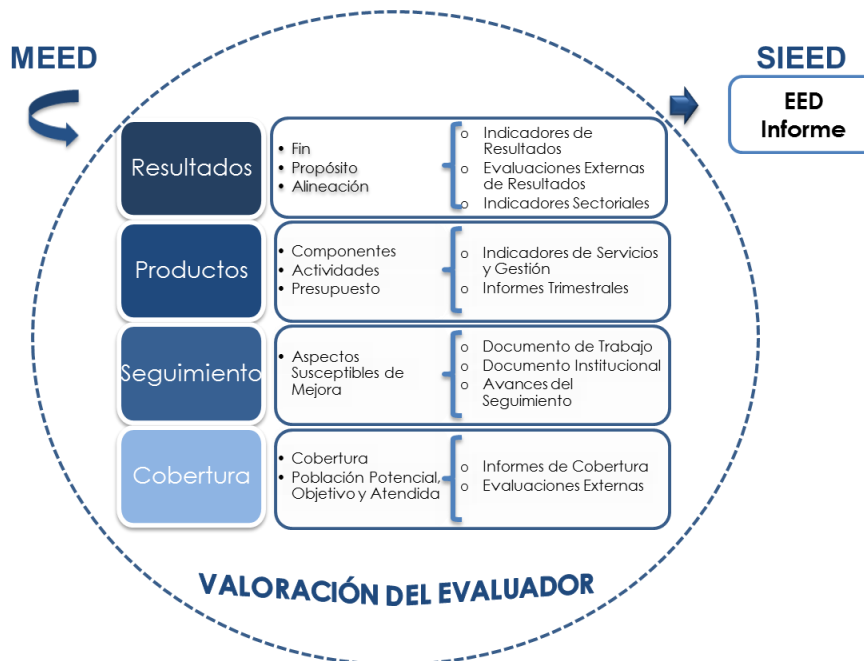 MEED
SIEED
EED
Informe
Resultados
• Fin
• Propósito
• Alineación
o Indicadores de
Resultados
o Evaluaciones Externas
de Resultados
o Indicadores Sectoriales
Productos
• Componentes
• Actividades
• Presupuesto
o Indicadores de Servicios
y Gestión
o Informes Trimestrales
Seguimiento
• Aspectos
Susceptibles de
Mejora
o Documento de Trabajo
o Documento Institucional
o Avances del
Seguimiento
Cobertura
• Cobertura
• Población Potencial,
Objetivo y Atendida
o Informes de Cobertura
o Evaluaciones Externas
VALORACIÓN DEL EVALUADOR